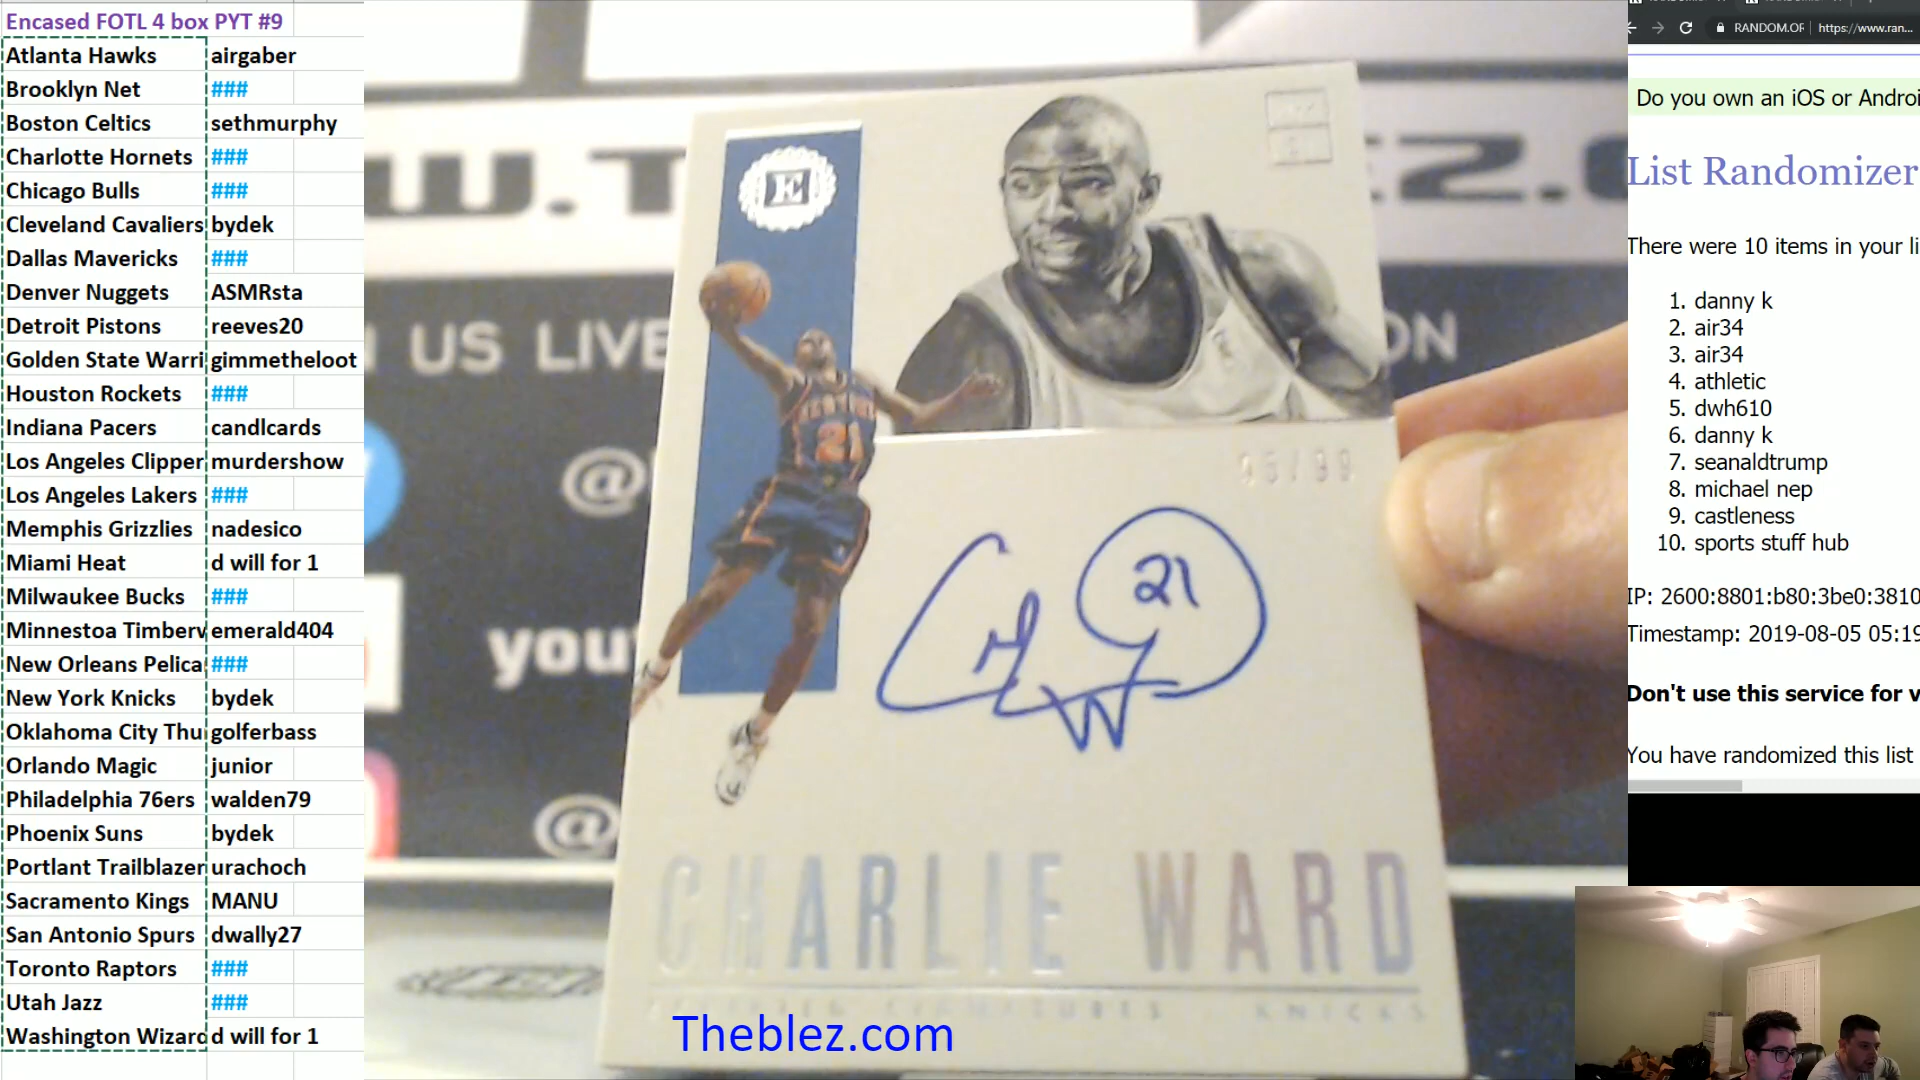 Encased FOTL 4 box PYT #9
Atlanta Hawks airgaber
Brooklyn Net ###
Boston Celtics sethmurphy
Charlotte Hornets ###
Chicago Bulls ###
Cleveland Cavaliers bydek
Dallas Mavericks ###
Denver Nuggets ASMRsta
Detroit Pistons reeves20
Golden State Warri gimmetheloot
Houston Rockets ###
Indiana Pacers candlcards
Los Angeles Clipper murdershow
Los Angeles Lakers ###
Memphis Grizzlies nadesico
Miami Heat d will for 1
Milwaukee Bucks ###
Minnestoa Timberv emerald404
New Orleans Pelica ###
New York Knicks bydek
Oklahoma City Thu golferbass
Orlando Magic junior
Philadelphia 76ers walden79
Phoenix Suns bydek
Portlant Trailblazer urachoch
Sacramento Kings MANU
San Antonio Spurs dwally27
Toronto Raptors ###
Utah Jazz ###
Washington Wizard d will for 1
W.T
EZ.
US LIVE
ON
@
you
@
E
21
05/99
21
CHARLIE WARD
KNICKS
Theblez.com
RANDOM.OR
https://www.ran...
Do you own an iOS or Androi
List Randomizer
There were 10 items in your li
1. danny k
2. air34
3. air34
4. athletic
5. dwh610
6. danny k
7. seanaldtrump
8. michael nep
9. castleness
10. sports stuff hub
IP: 2600:8801:b80:3be0:3810
Timestamp: 2019-08-05 05:19
Don't use this service for v
You have randomized this list